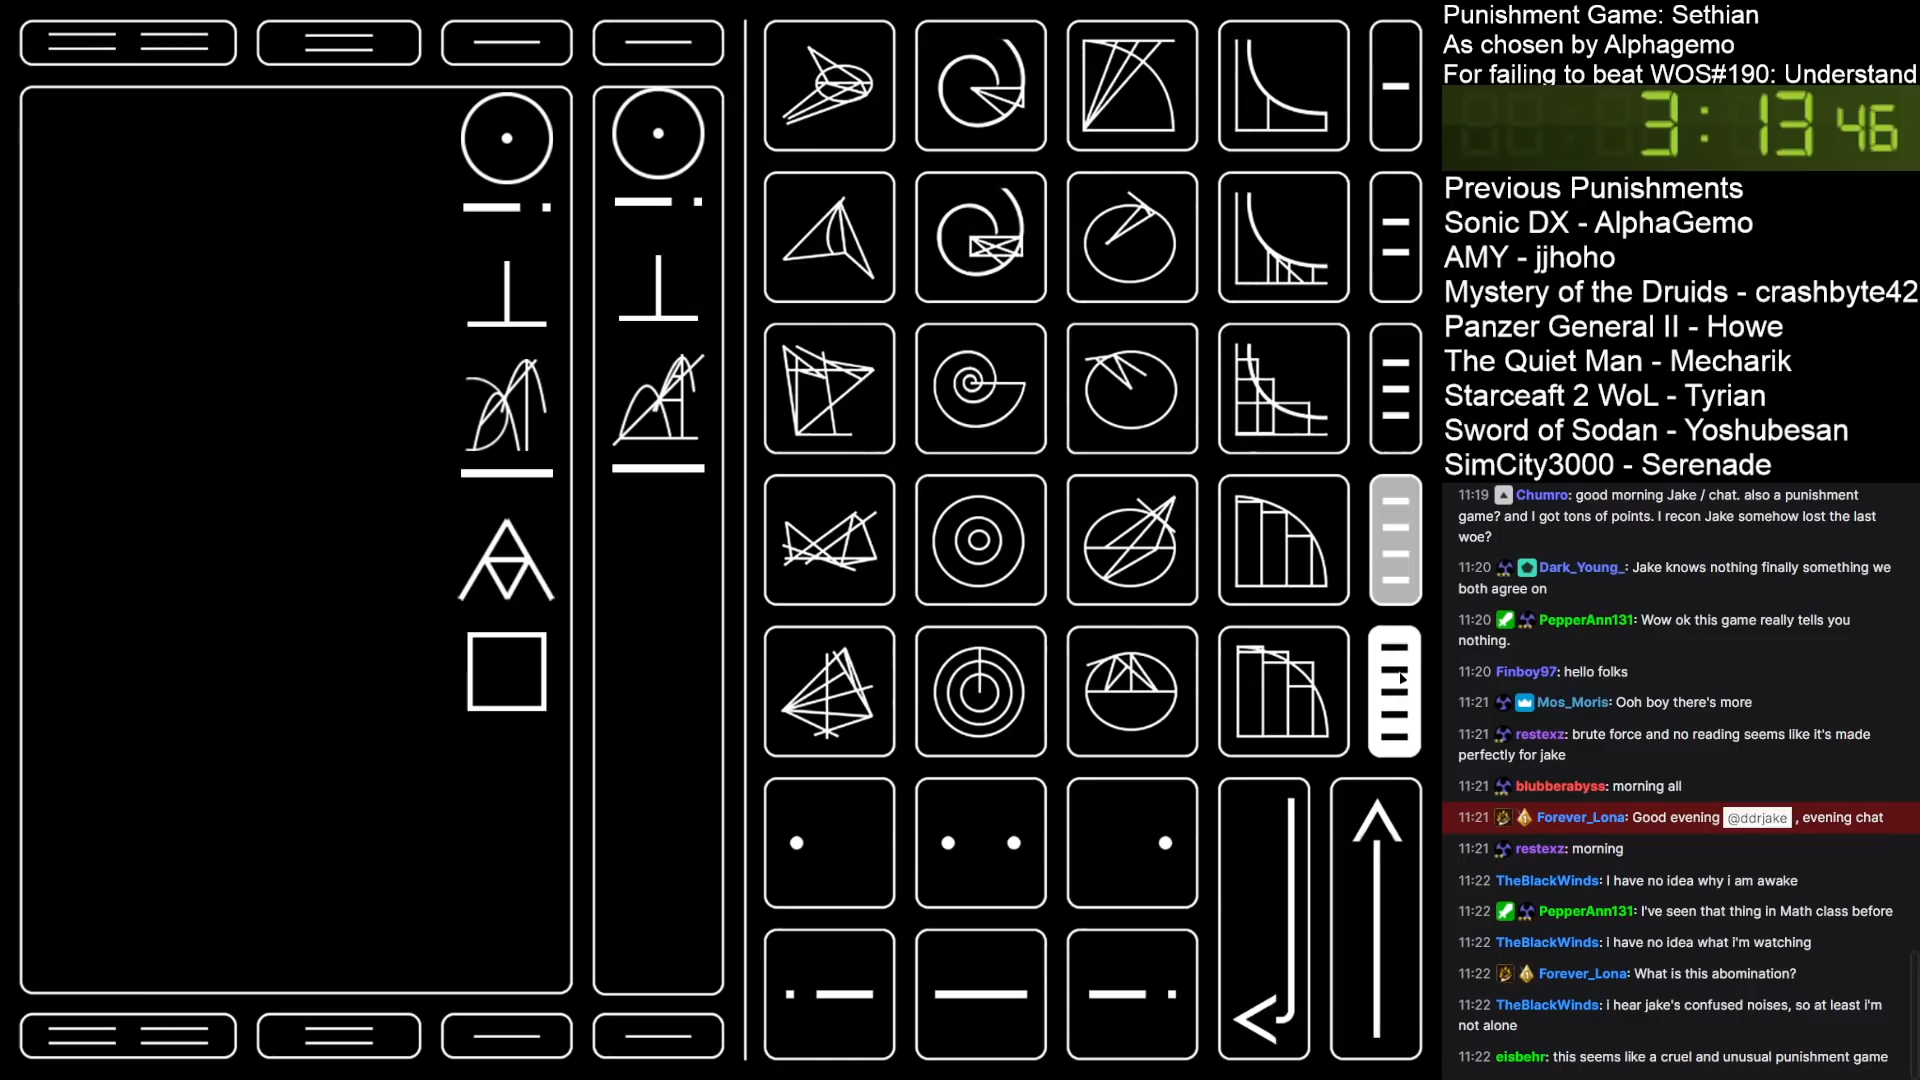 Punishment Game: Sethian
As chosen by Alphagemo
For failing to beat WOS#190: Understand
3:13 46
Previous Punishments
Sonic DX - AlphaGemo
AMY - jjhoho
Mystery of the Druids - crashbyte42
Panzer General II - Howe
The Quiet Man - Mecharik
Starceaft 2 WoL - Tyrian
Sword of Sodan - Yoshubesan
SimCity3000 - Serenade
11:19 Chumro: good morning Jake / chat. also a punishment
game? and I got tons of points. I recon Jake somehow lost the last
woe?
11:20 Dark_Young_: Jake knows nothing finally something we
both agree on
11:20 PepperAnn131: Wow ok this game really tells you
nothing.
11:20 Finboy97: hello folks
11:21 Mos_Moris: Ooh boy there's more
11:21 restexz: brute force and no reading seems like it's made
perfectly for jake
11:21 blubberabyss: morning all
11:21 Forever_Lona: Good evening @ddrjake , evening chat
11:21 restexz: morning
11:22 TheBlackWinds: I have no idea why i am awake
11:22 PepperAnn131: I've seen that thing in Math class before
11:22 TheBlackWinds: i have no idea what i'm watching
11:22 Forever_Lona: What is this abomination?
11:22 TheBlackWinds: i hear jake's confused noises, so at least i'm
not alone
11:22 eisbehr: this seems like a cruel and unusual punishment game